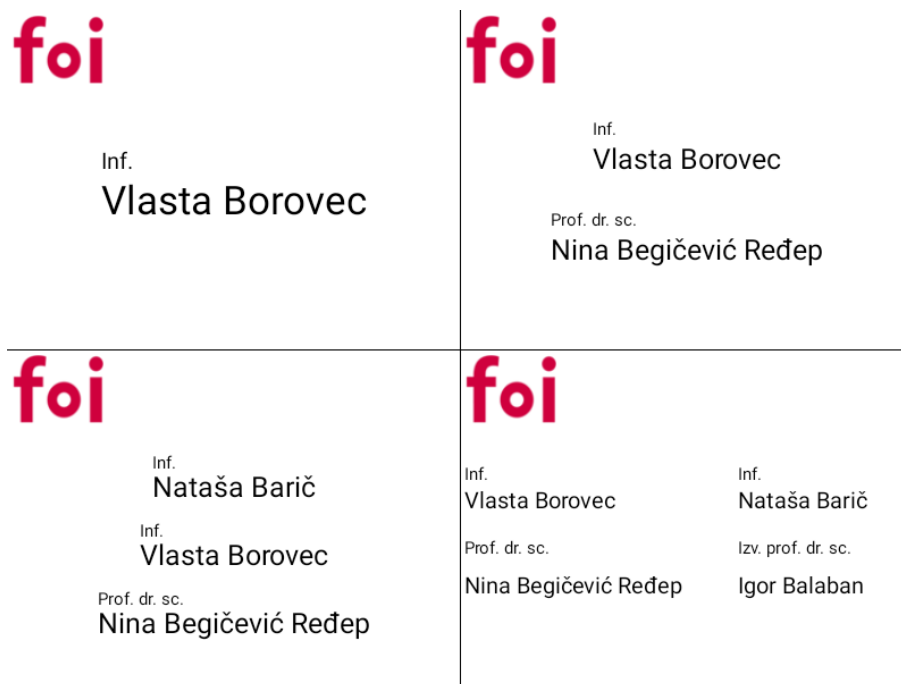 foi
Inf.
Vlasta Borovec
foi
Inf.
Vlasta Borovec
Prof. dr. sc.
Nina Begičević Ređep
foi
Inf.
Nataša Barič
Inf.
Vlasta Borovec
Prof. dr. sc.
Nina Begičević Ređep
foi
Inf.
Vlasta Borovec
Prof. dr. sc.
Nina Begičević Ređep
Inf.
Nataša Barič
Izv. prof. dr. sc.
Igor Balaban